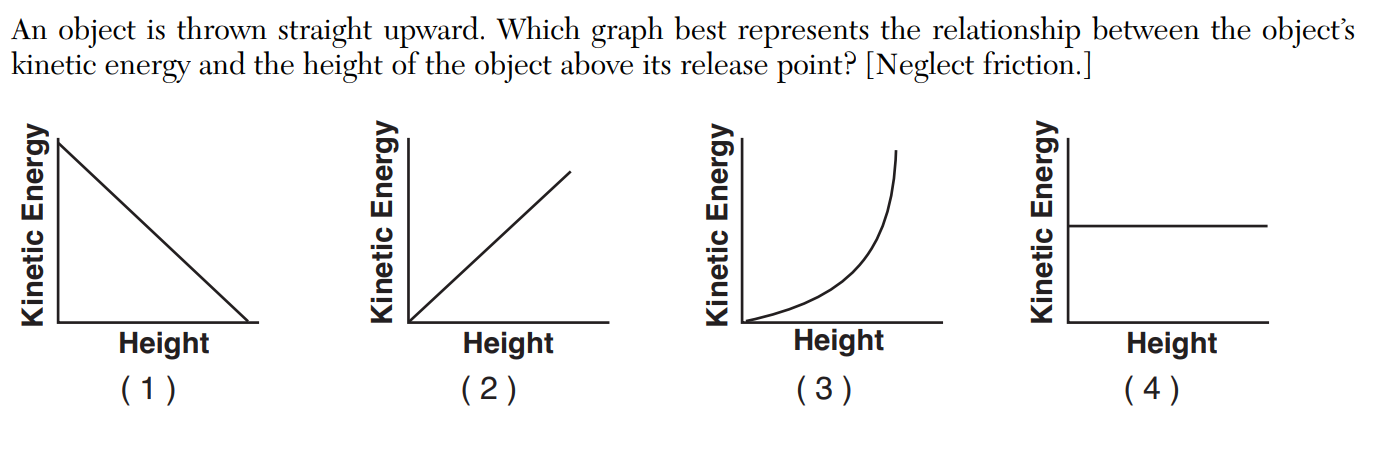 An object is thrown straight upward. Which graph best represents the relationship between the object’s
kinetic energy and the height of the object above its release point? [Neglect friction.]
Kinetic Energy
Height
( 1 )
Kinetic Energy
Height
( 2 )
Kinetic Energy
Height
( 3 )
Kinetic Energy
Height
( 4 )